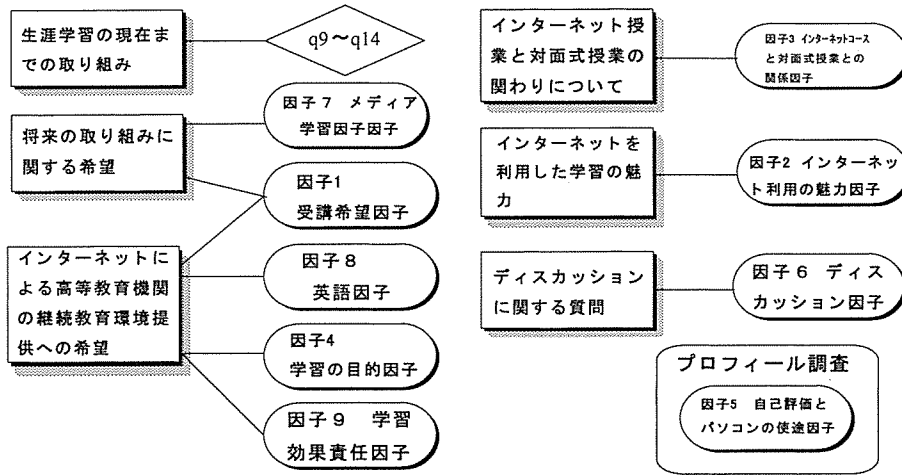 生涯学習の現在ま
での取り組み
q9～q14
将来の取り組みに
関する希望
因子7 メディア
学習因子因子
因子1
受講希望因子
インターネットに
よる高等教育機関
の継続教育環境提
供への希望
因子8
英語因子
因子4
学習の目的因子
因子9 学習
効果責任因子
インターネット授
業と対面式授業の
関わりについて
因子3 インターネットコース
と対面式授業との
関係因子
インターネットを
利用した学習の魅
力
因子2 インターネッ
ト利用の魅力因子
ディスカッション
に関する質問
因子6 ディス
カッション因子
プロフィール調査
因子5 自己評価と
パソコンの使途因子